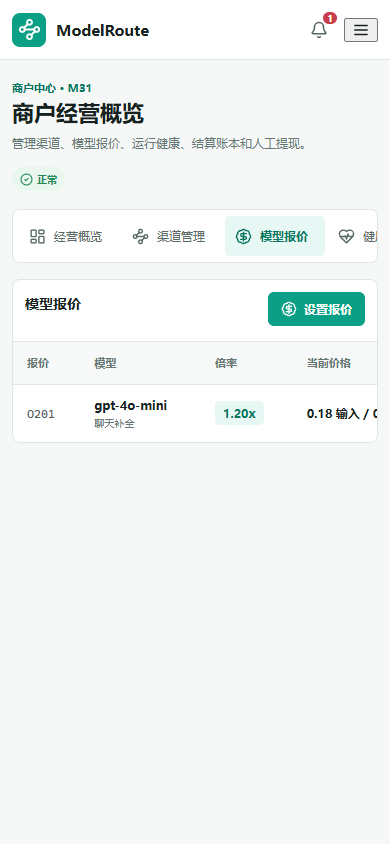 ModelRoute
1
商户中心 • M31
商户经营概览
管理渠道、模型报价、运行健康、结算账本和人工提现。
正常
经营概览 渠道管理 模型报价 健
模型报价
设置报价
报价 模型 倍率 当前价格
O201 gpt-4o-mini 1.20x 0.18 输入 /
聊天补全